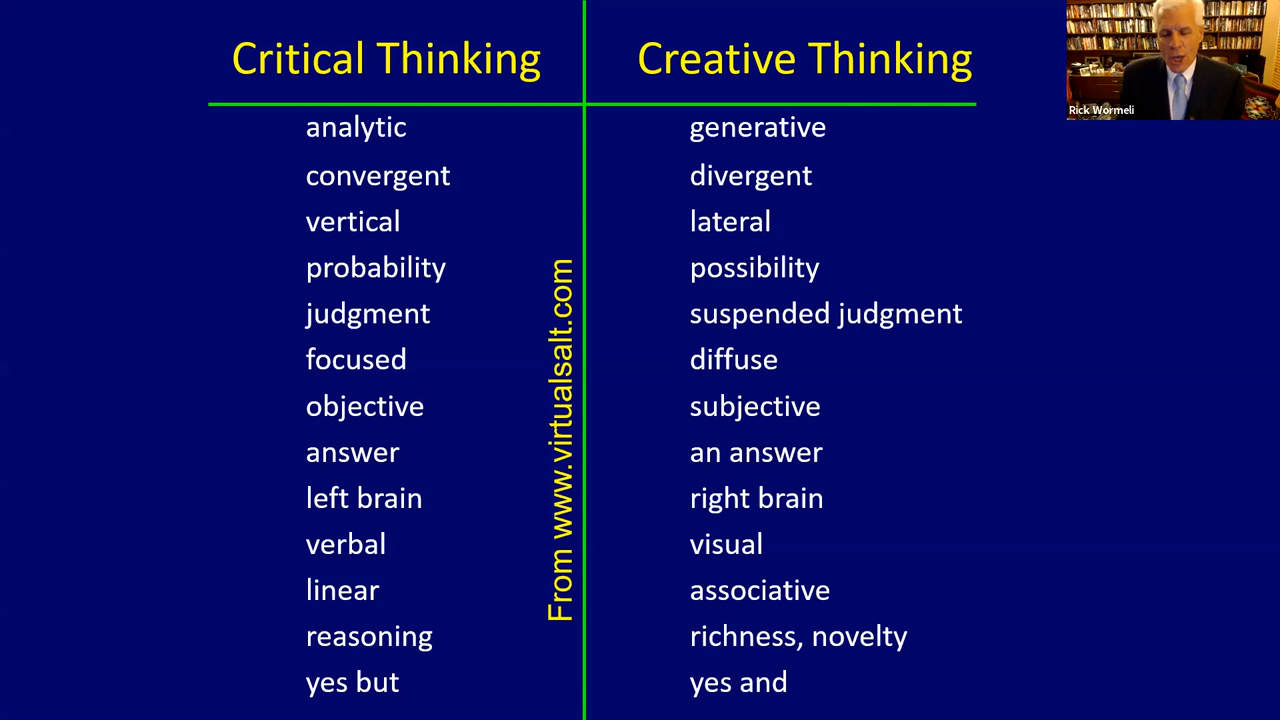 Critical Thinking Creative Thinking
Rick Wormeli
analytic generative
convergent divergent
vertical lateral
probability possibility
judgment suspended judgment
focused diffuse
objective subjective
answer an answer
left brain right brain
verbal visual
linear associative
reasoning richness, novelty
yes but yes and
From www.virtualsalt.com